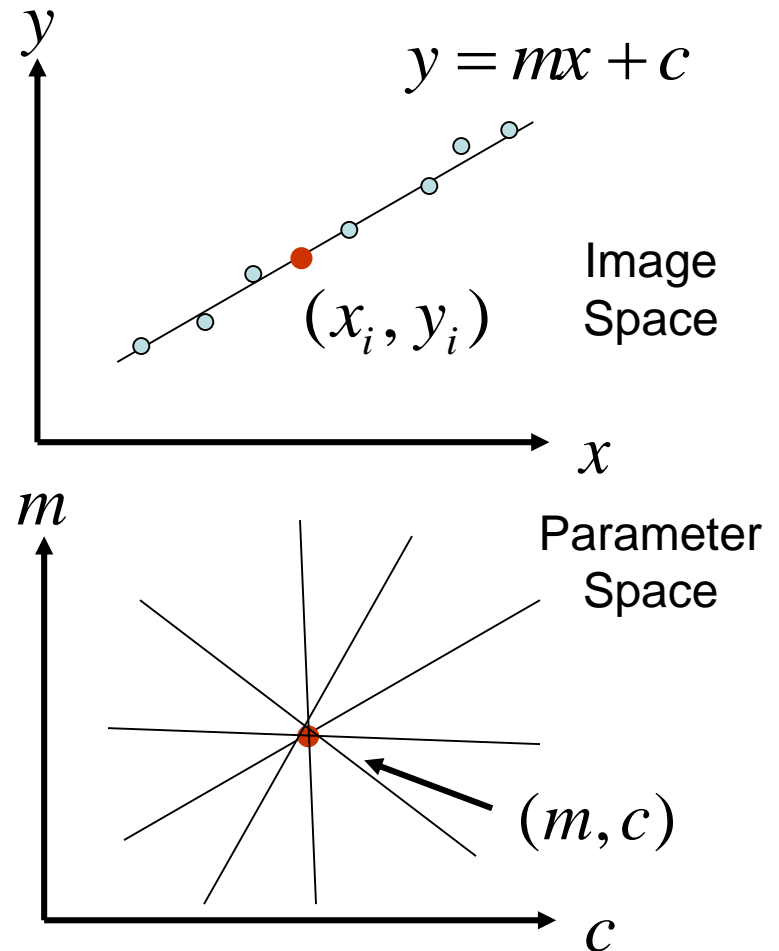 y
y = mx + c
Image
Space
(x_i, y_i)
x
m
Parameter
Space
(m, c)
c